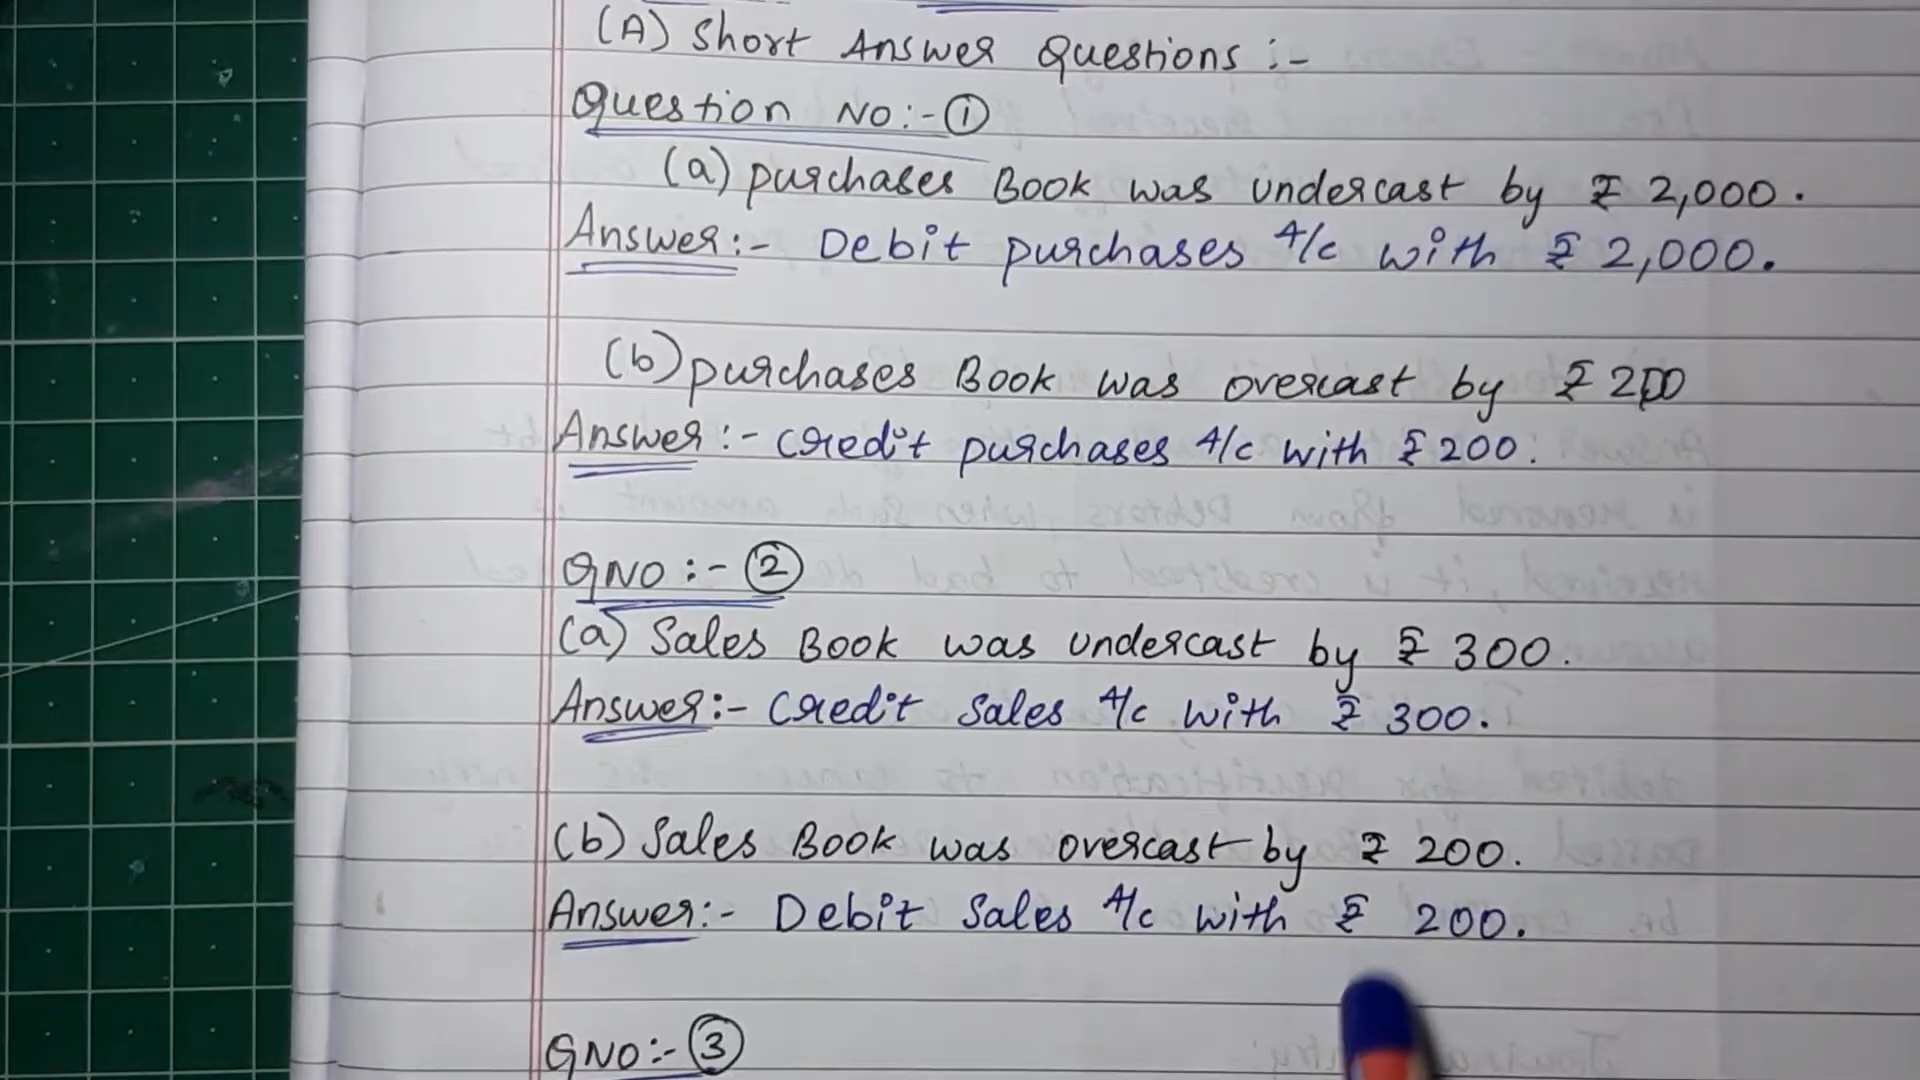 (A) Short Answer Questions :-
Question No:- ①
(a) purchases Book was undercast by ₹ 2,000.
Answer:- Debit purchases A/c with ₹ 2,000.
(b) purchases Book was overcast by ₹ 200
Answer:- credit purchases A/c with ₹ 200.
QNO:- ②
(a) Sales Book was undercast by ₹ 300.
Answer:- credit Sales A/c with ₹ 300.
(b) Sales Book was overcast by ₹ 200.
Answer:- Debit Sales A/c with ₹ 200.
QNO:- ③